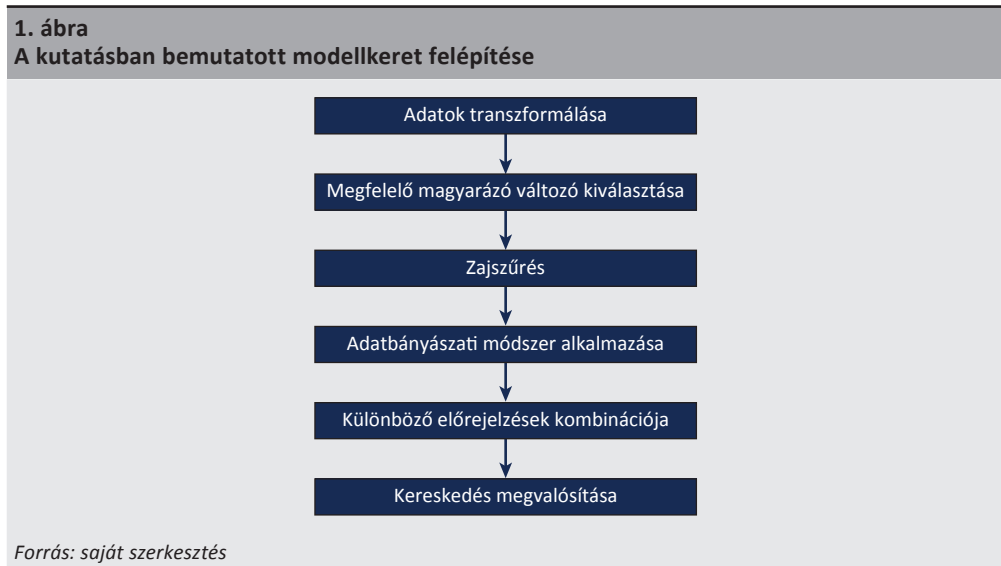 1. ábra
A kutatásban bemutatott modellkeret felépítése
Adatok transzformálása
Megfelelő magyarázó változó kiválasztása
Zajszűrés
Adatbányászati módszer alkalmazása
Különböző előrejelzések kombinációja
Kereskedés megvalósítása
Forrás: saját szerkesztés